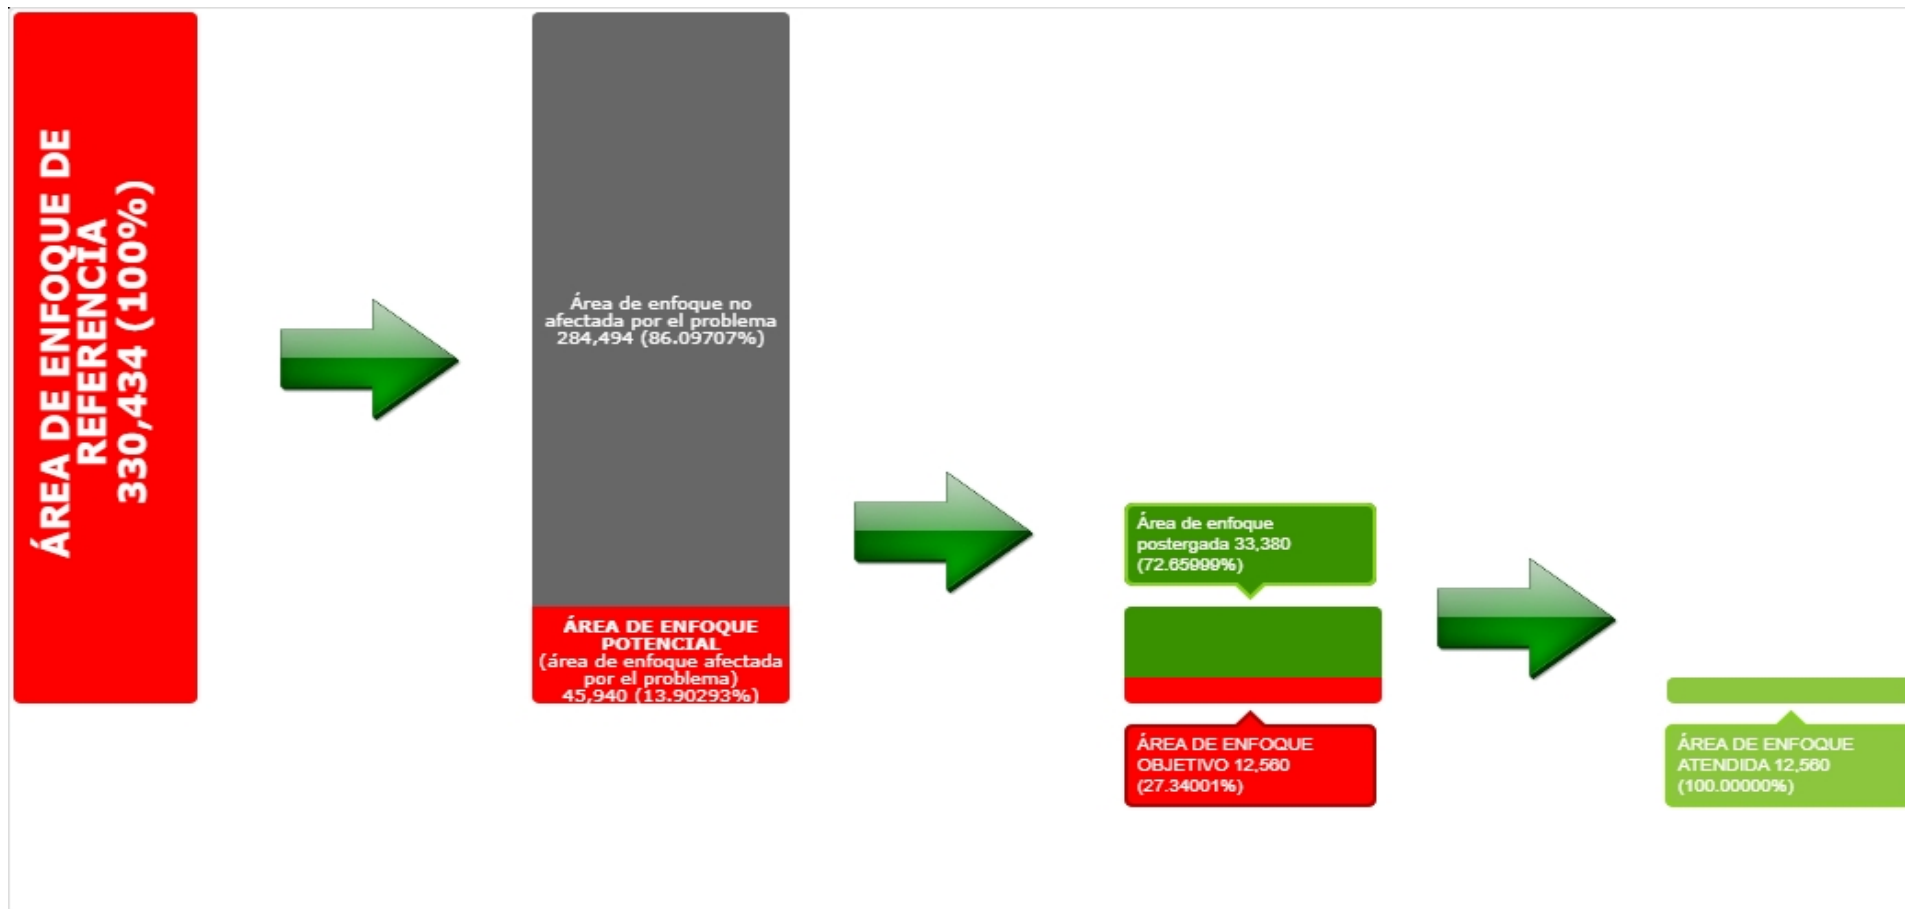 ÁREA DE ENFOQUE DE
REFERENCIA
330,434 (100%)
Área de enfoque no
afectada por el problema
284,494 (86.09707%)
ÁREA DE ENFOQUE
POTENCIAL
(área de enfoque afectada
por el problema)
45,940 (13.90293%)
Área de enfoque
postergada 33,380
(72.65999%)
ÁREA DE ENFOQUE
OBJETIVO 12,560
(27.34001%)
ÁREA DE ENFOQUE
ATENDIDA 12,560
(100.00000%)